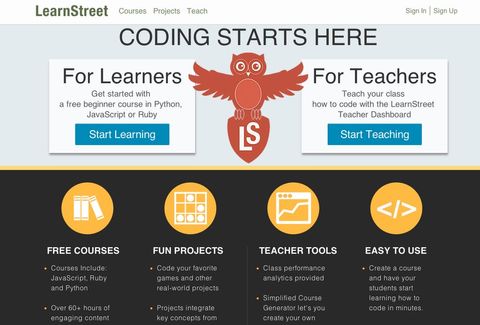 LearnStreet Courses Projects Teach Sign In | Sign Up
CODING STARTS HERE
For Learners
Get started with
a free beginner course in Python,
JavaScript or Ruby
Start Learning
LS
For Teachers
Teach your class
how to code with the LearnStreet
Teacher Dashboard
Start Teaching
</>
FREE COURSES
• Courses Include:
JavaScript, Ruby
and Python
• Over 60+ hours of
engaging content
FUN PROJECTS
• Code your favorite
games and other
real-world projects
• Projects integrate
key concepts from
TEACHER TOOLS
• Class performance
analytics provided
• Simplified Course
Generator let's you
create your own
EASY TO USE
• Create a course
and have your
students start
learning how to
code in minutes.